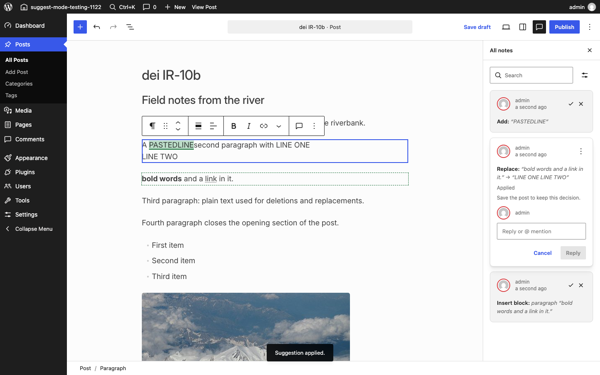 suggest-mode-testing-1122
Ctrl+K
0
New
View Post
admin
Dashboard
Posts
All Posts
Add Post
Categories
Tags
Media
Pages
Comments
Appearance
Plugins
Users
Tools
Settings
Collapse Menu
dei IR-10b · Post
Save draft
Publish
dei IR-10b
Field notes from the river
e riverbank.
B I
A PASTEDLINEsecond paragraph with LINE ONE
LINE TWO
bold words and a link in it.
Third paragraph: plain text used for deletions and replacements.
Fourth paragraph closes the opening section of the post.
First item
Second item
Third item
Suggestion applied.
Post / Paragraph
All notes
Search
admin
a second ago
Add: "PASTEDLINE"
admin
a second ago
Replace: "bold words and a link in
it." → "LINE ONE LINE TWO"
Applied
Save the post to keep this decision.
admin
Reply or @ mention
Cancel
Reply
admin
a second ago
Insert block: paragraph "bold
words and a link in it."